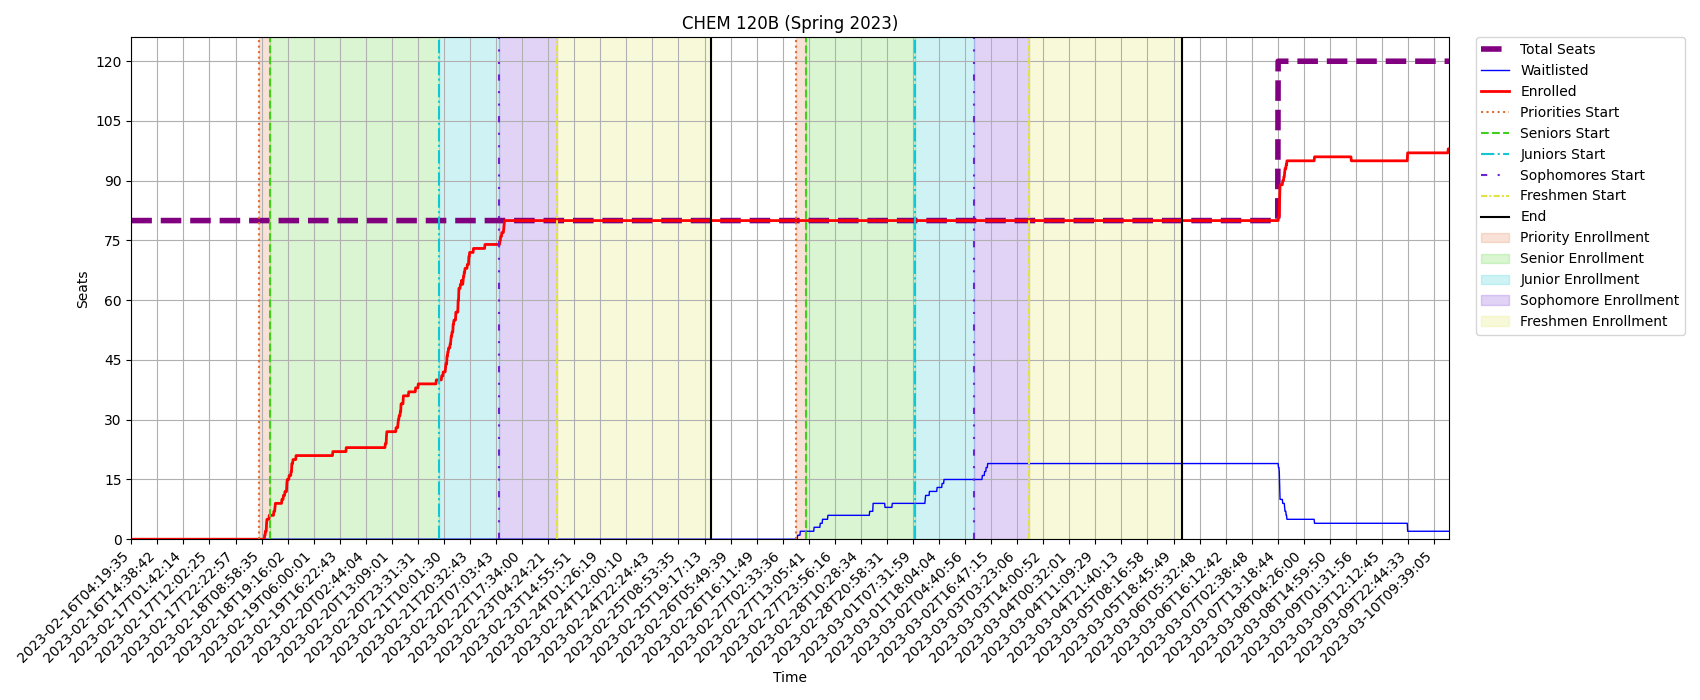 CHEM 120B (Spring 2023)
Seats
120
105
90
75
60
45
30
15
0
2023-02-16T04:19:35
2023-02-16T14:38:42
2023-02-17T01:42:14
2023-02-17T12:02:25
2023-02-17T22:22:57
2023-02-18T08:58:35
2023-02-18T19:16:02
2023-02-19T06:00:01
2023-02-19T16:22:43
2023-02-20T02:44:04
2023-02-20T13:09:01
2023-02-20T23:31:31
2023-02-21T10:01:30
2023-02-21T20:32:43
2023-02-22T07:03:43
2023-02-22T17:34:00
2023-02-23T04:24:21
2023-02-23T14:55:51
2023-02-24T01:26:19
2023-02-24T12:00:10
2023-02-24T22:24:43
2023-02-25T08:53:35
2023-02-25T19:17:13
2023-02-26T05:49:39
2023-02-26T16:11:49
2023-02-27T02:33:36
2023-02-27T13:05:41
2023-02-27T23:56:16
2023-02-28T10:28:34
2023-02-28T20:58:31
2023-03-01T07:31:59
2023-03-01T18:04:04
2023-03-02T04:40:56
2023-03-02T16:47:15
2023-03-03T03:23:06
2023-03-03T14:00:52
2023-03-04T00:32:01
2023-03-04T11:09:29
2023-03-04T21:40:13
2023-03-05T08:16:58
2023-03-05T18:45:49
2023-03-06T05:32:48
2023-03-06T16:12:42
2023-03-07T02:38:48
2023-03-07T13:18:44
2023-03-08T04:26:00
2023-03-08T14:59:50
2023-03-09T01:31:56
2023-03-09T12:12:45
2023-03-09T22:44:33
2023-03-10T09:39:05
Time
Total Seats
Waitlisted
Enrolled
Priorities Start
Seniors Start
Juniors Start
Sophomores Start
Freshmen Start
End
Priority Enrollment
Senior Enrollment
Junior Enrollment
Sophomore Enrollment
Freshmen Enrollment